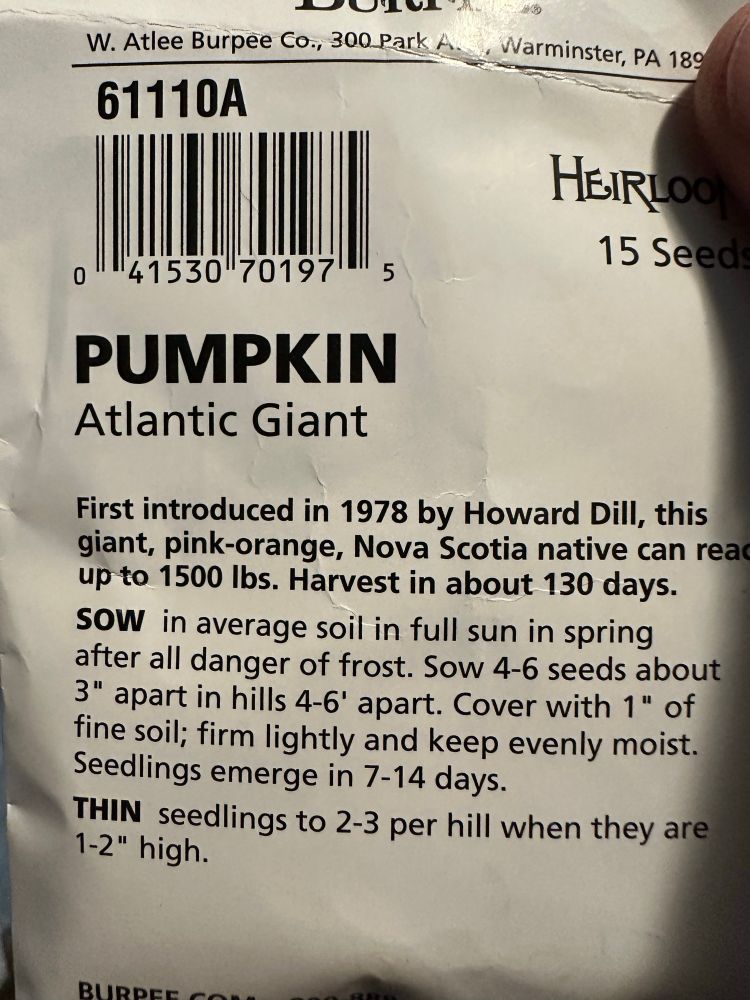 W. Atlee Burpee Co., 300 Park Warminster, PA
61110A
15 Seeds
0 41530 70197 5
PUMPKIN
Atlantic Giant
First introduced in 1978 by Howard Dill, this
giant, pink-orange, Nova Scotia native can
up to 1500 lbs. Harvest in about 130 days.
SOW in average soil in full sun in spring
after all danger of frost. Sow 4-6 seeds about
3" apart in hills 4-6' apart. Cover with 1" of
fine soil; firm lightly and keep evenly moist.
Seedlings emerge in 7-14 days.
THIN seedlings to 2-3 per hill when they are
1-2" high.